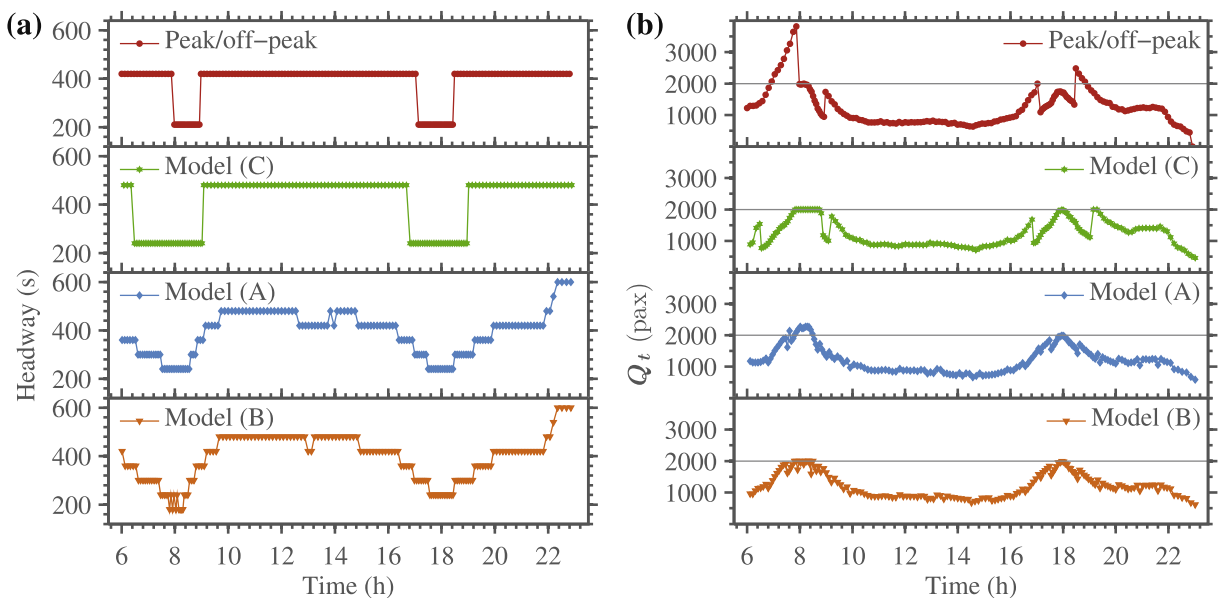 (a)
600
400
200
Peak/off-peak
600
400
200
Model (C)
600
400
200
Model (A)
600
400
200
Model (B)
Headway (s)
6 8 10 12 14 16 18 20 22
Time (h)
(b)
3000
2000
1000
Peak/off-peak
3000
2000
1000
Model (C)
3000
2000
1000
Model (A)
3000
2000
1000
Model (B)
Q t (pax)
6 8 10 12 14 16 18 20 22
Time (h)